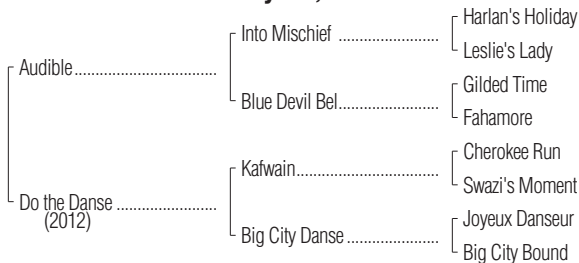 Harlan's Holiday
Into Mischief ....................
Leslie's Lady
Audible ................................
Gilded Time
Blue Devil Bel....................
Fahamore
Cherokee Run
Kafwain..............................
Swazi's Moment
Do the Danse ......................
(2012)
Joyeux Danseur
Big City Danse ..................
Big City Bound